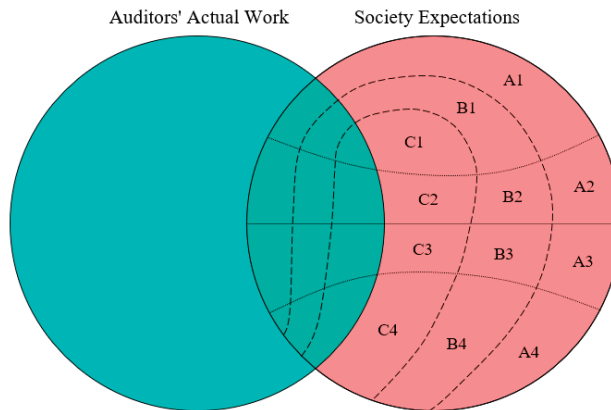 Auditors' Actual Work
Society Expectations
A1
B1
C1
A2
B2
C2
C3
B3
A3
C4
B4
A4